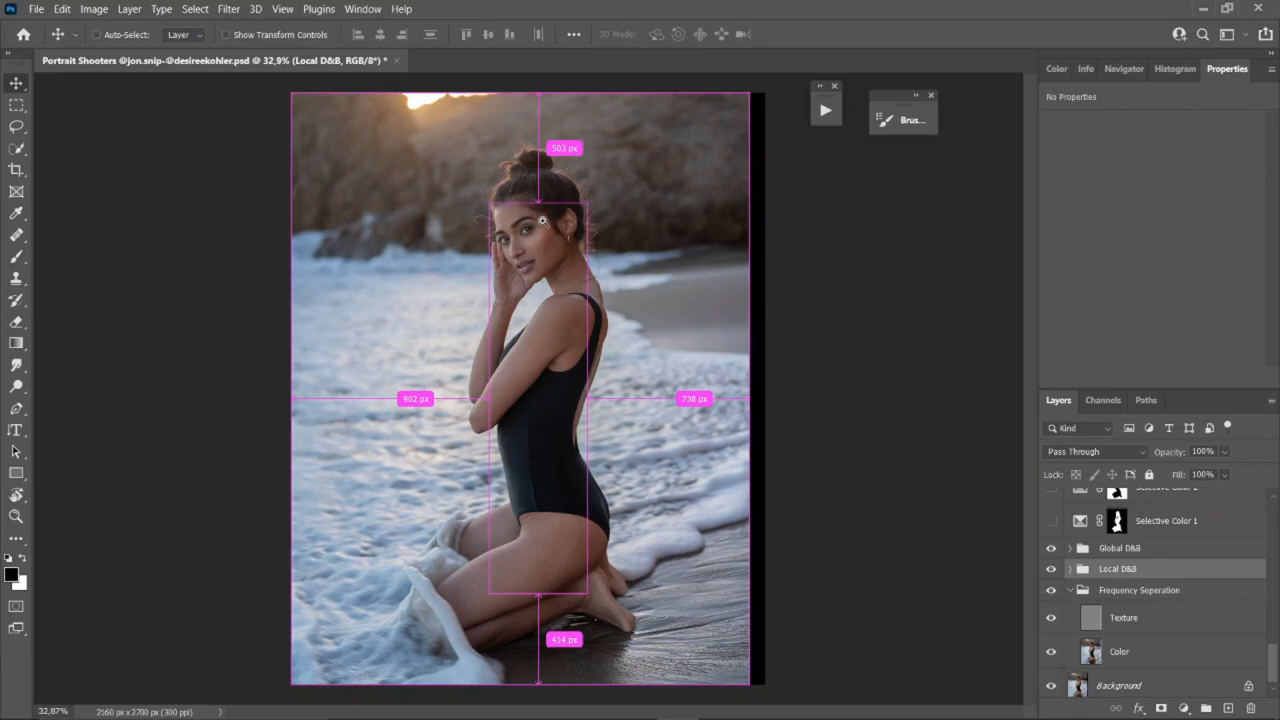 File Edit Image Layer Type Select Filter 3D View Plugins Window Help
Auto-Select: Layer Show Transform Controls 3D Mode:
Portrait Shooters @jon.snip-@desireekohler.psd @ 32,9% (Local D&B, RGB/8*) *
Color Info Navigator Histogram Properties
No Properties
Brus...
503 px
902 px
738 px
414 px
Layers Channels Paths
Kind
Pass Through Opacity: 100%
Lock: Fill: 100%
Selective Color 2
Selective Color 1
Global D&B
Local D&B
Frequency Seperation
Texture
Color
Background
32,87% 2160 px x 2700 px (300 ppi)